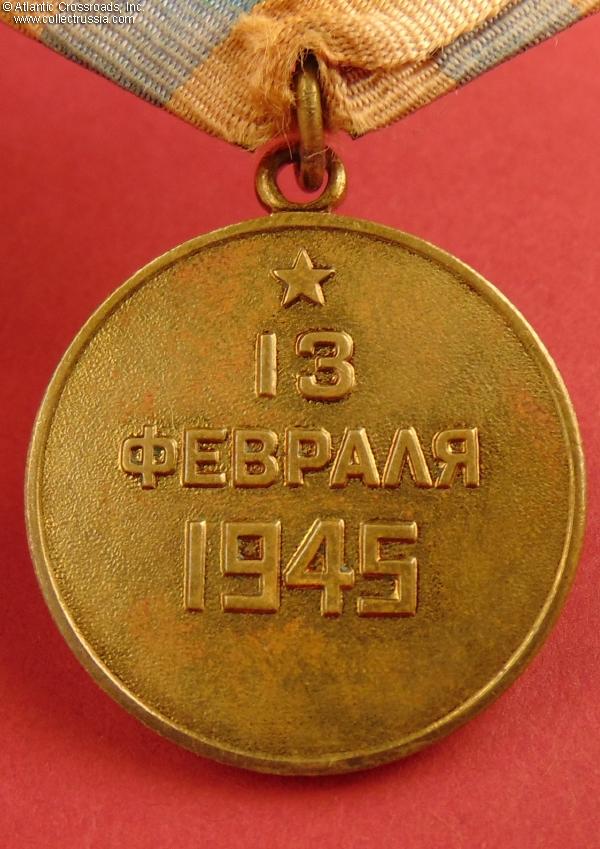 © Atlantic Crossroads, Inc.
www.collectrussia.com
13
ФЕВРАЛЯ
1945